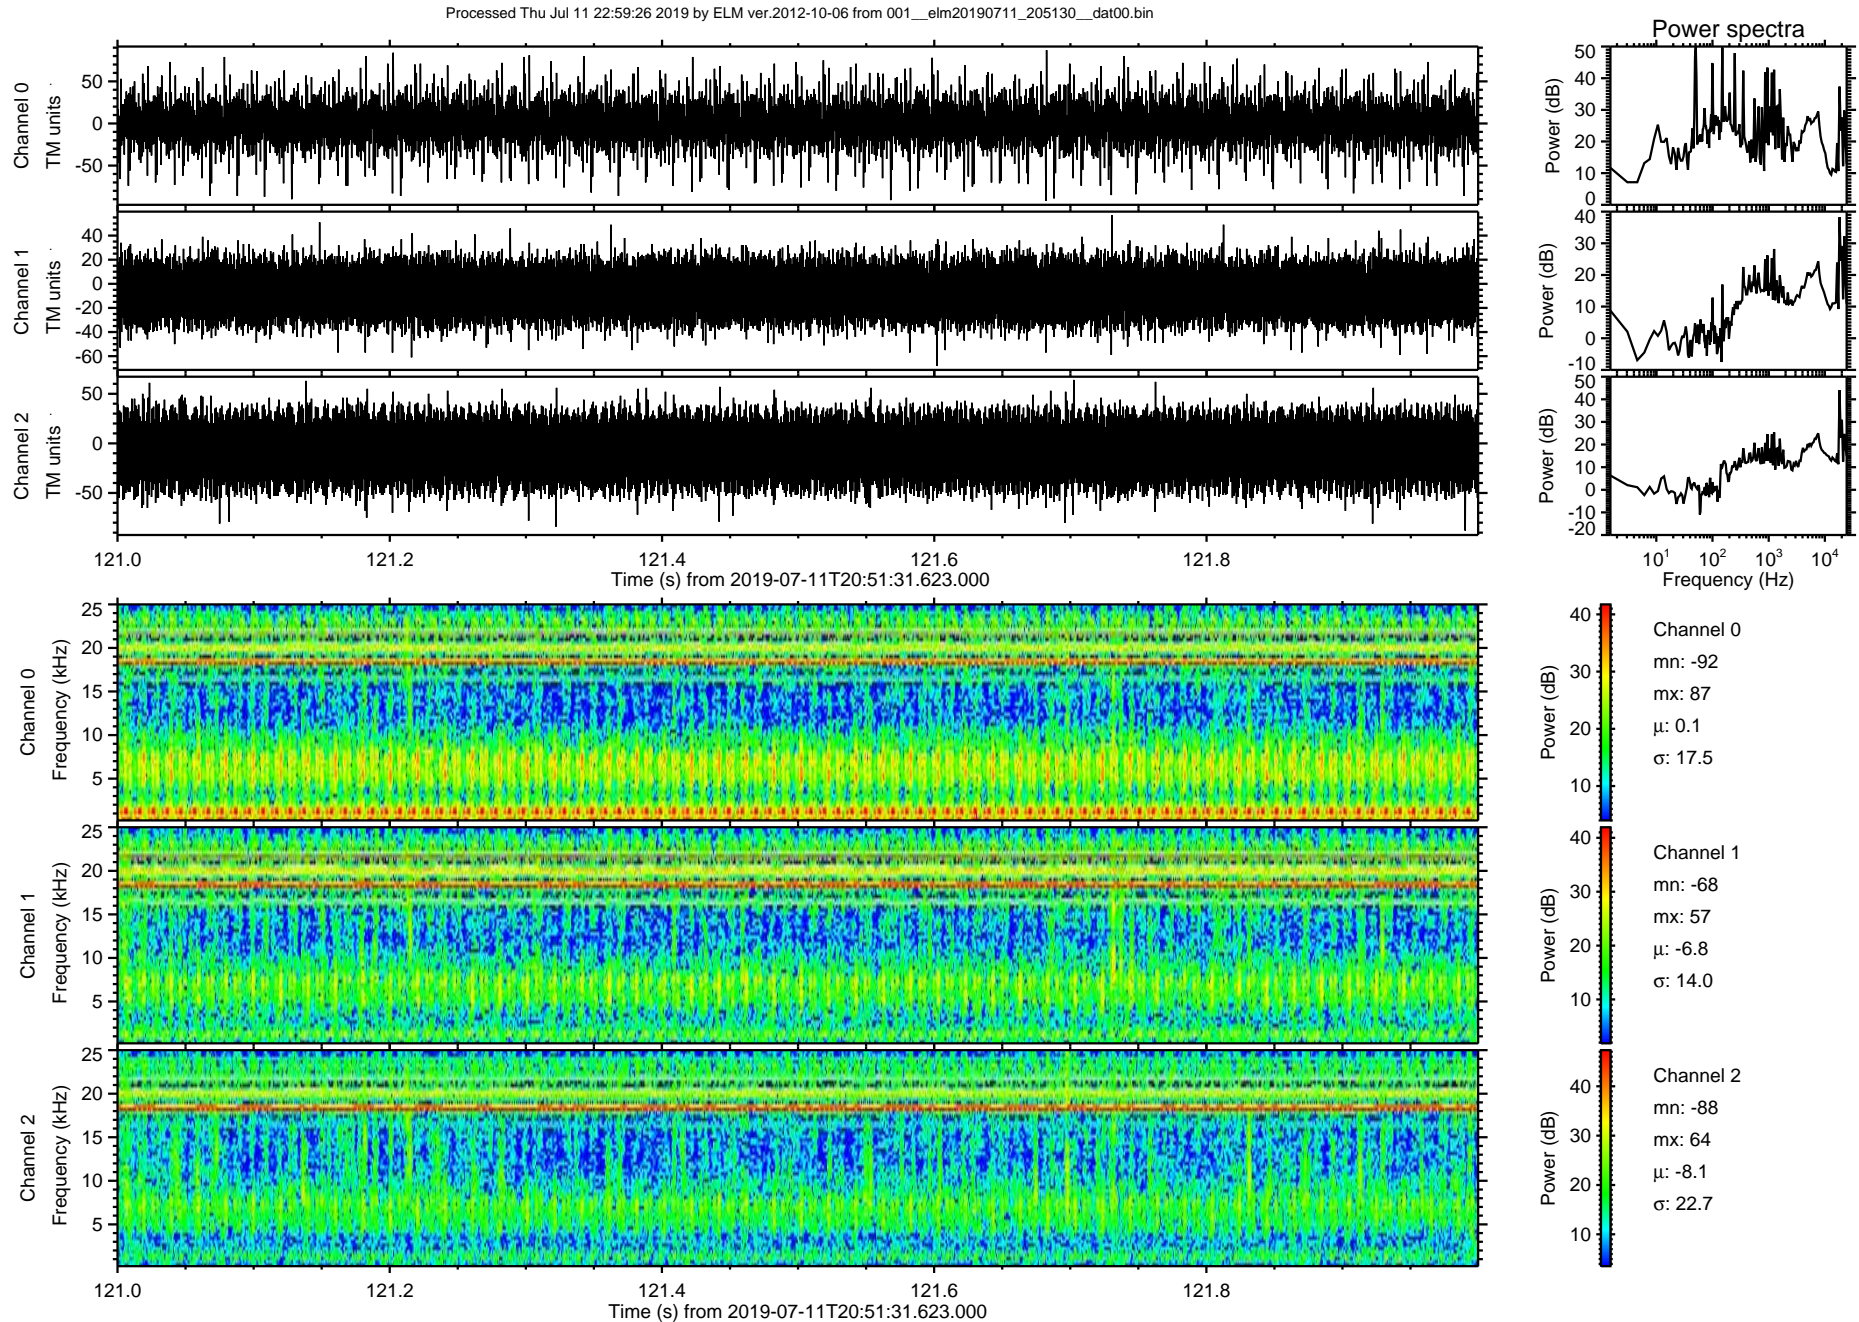 Processed Thu Jul 11 22:59:26 2019 by ELM ver.2012-10-06 from 001__elm20190711_205130__dat00.bin
Power spectra
Channel 0
TM units
50
0
-50
Power (dB)
50
40
30
20
10
0
Channel 1
TM units
40
20
0
-20
-40
-60
Power (dB)
40
30
20
10
0
-10
Channel 2
TM units
50
0
-50
Power (dB)
50
40
30
20
10
0
-10
-20
121.0 121.2 121.4 121.6 121.8
Time (s) from 2019-07-11T20:51:31.623.000
10¹ 10² 10³ 10⁴
Frequency (Hz)
Channel 0
Frequency (kHz)
25
20
15
10
5
Power (dB)
40
30
20
10
Channel 0
mn: -92
mx: 87
μ: 0.1
σ: 17.5
Channel 1
Frequency (kHz)
25
20
15
10
5
Power (dB)
40
30
20
10
Channel 1
mn: -68
mx: 57
μ: -6.8
σ: 14.0
Channel 2
Frequency (kHz)
25
20
15
10
5
Power (dB)
40
30
20
10
Channel 2
mn: -88
mx: 64
μ: -8.1
σ: 22.7
121.0 121.2 121.4 121.6 121.8
Time (s) from 2019-07-11T20:51:31.623.000